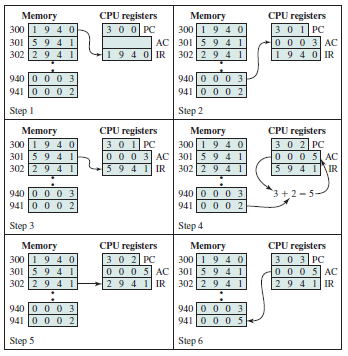 Memory CPU registers
300 1 9 4 0 3 0 0 PC
301 5 9 4 1 AC
302 2 9 4 1 1 9 4 0 IR
940 0 0 0 3
941 0 0 0 2
Step 1
Memory CPU registers
300 1 9 4 0 3 0 1 PC
301 5 9 4 1 0 0 0 3 AC
302 2 9 4 1 1 9 4 0 IR
940 0 0 0 3
941 0 0 0 2
Step 2
Memory CPU registers
300 1 9 4 0 3 0 1 PC
301 5 9 4 1 0 0 0 3 AC
302 2 9 4 1 5 9 4 1 IR
940 0 0 0 3
941 0 0 0 2
Step 3
Memory CPU registers
300 1 9 4 0 3 0 2 PC
301 5 9 4 1 0 0 0 5 AC
302 2 9 4 1 5 9 4 1 IR
940 0 0 0 3 3 + 2 = 5
941 0 0 0 2
Step 4
Memory CPU registers
300 1 9 4 0 3 0 2 PC
301 5 9 4 1 0 0 0 5 AC
302 2 9 4 1 2 9 4 1 IR
940 0 0 0 3
941 0 0 0 2
Step 5
Memory CPU registers
300 1 9 4 0 3 0 3 PC
301 5 9 4 1 0 0 0 5 AC
302 2 9 4 1 2 9 4 1 IR
940 0 0 0 3
941 0 0 0 5
Step 6